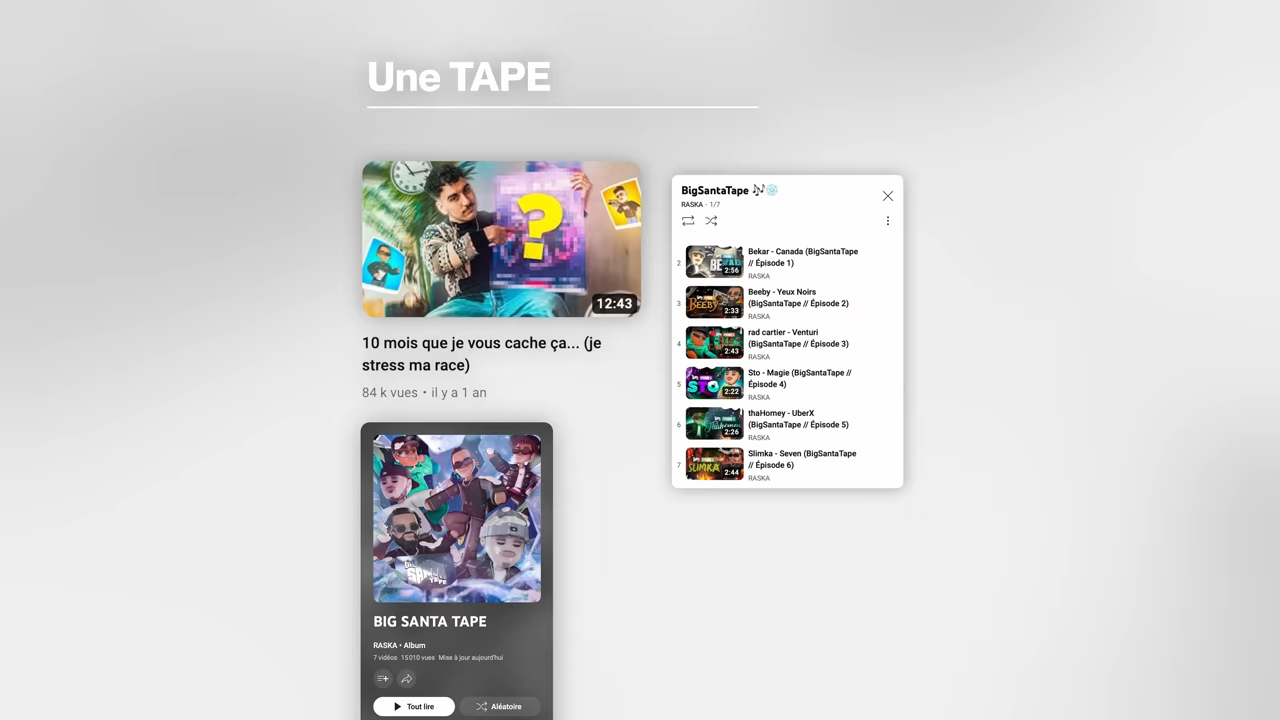 Une TAPE
12:43
10 mois que je vous cache ça... (je
stress ma race)
84 k vues • il y a 1 an
BigSantaTape 🎶❄️
RASKA · 1/7
2
2:56
Bekar - Canada (BigSantaTape
// Épisode 1)
RASKA
3
BEEBY
2:33
Beeby - Yeux Noirs
(BigSantaTape // Épisode 2)
RASKA
4
2:43
rad cartier - Venturi
(BigSantaTape // Épisode 3)
RASKA
5
STO
2:22
Sto - Magie (BigSantaTape //
Épisode 4)
RASKA
6
2:26
thaHomey - UberX
(BigSantaTape // Épisode 5)
RASKA
7
SLIMKA
2:44
Slimka - Seven (BigSantaTape
// Épisode 6)
RASKA
BIG SANTA TAPE
RASKA • Album
7 vidéos 15 010 vues Mise à jour aujourd'hui
Tout lire
Aléatoire